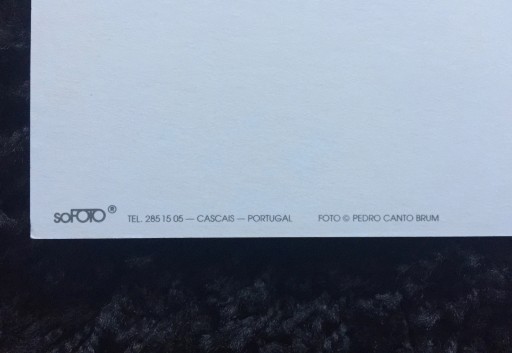 soFOTO® TEL. 285 15 05 — CASCAIS — PORTUGAL FOTO © PEDRO CANTO BRUM